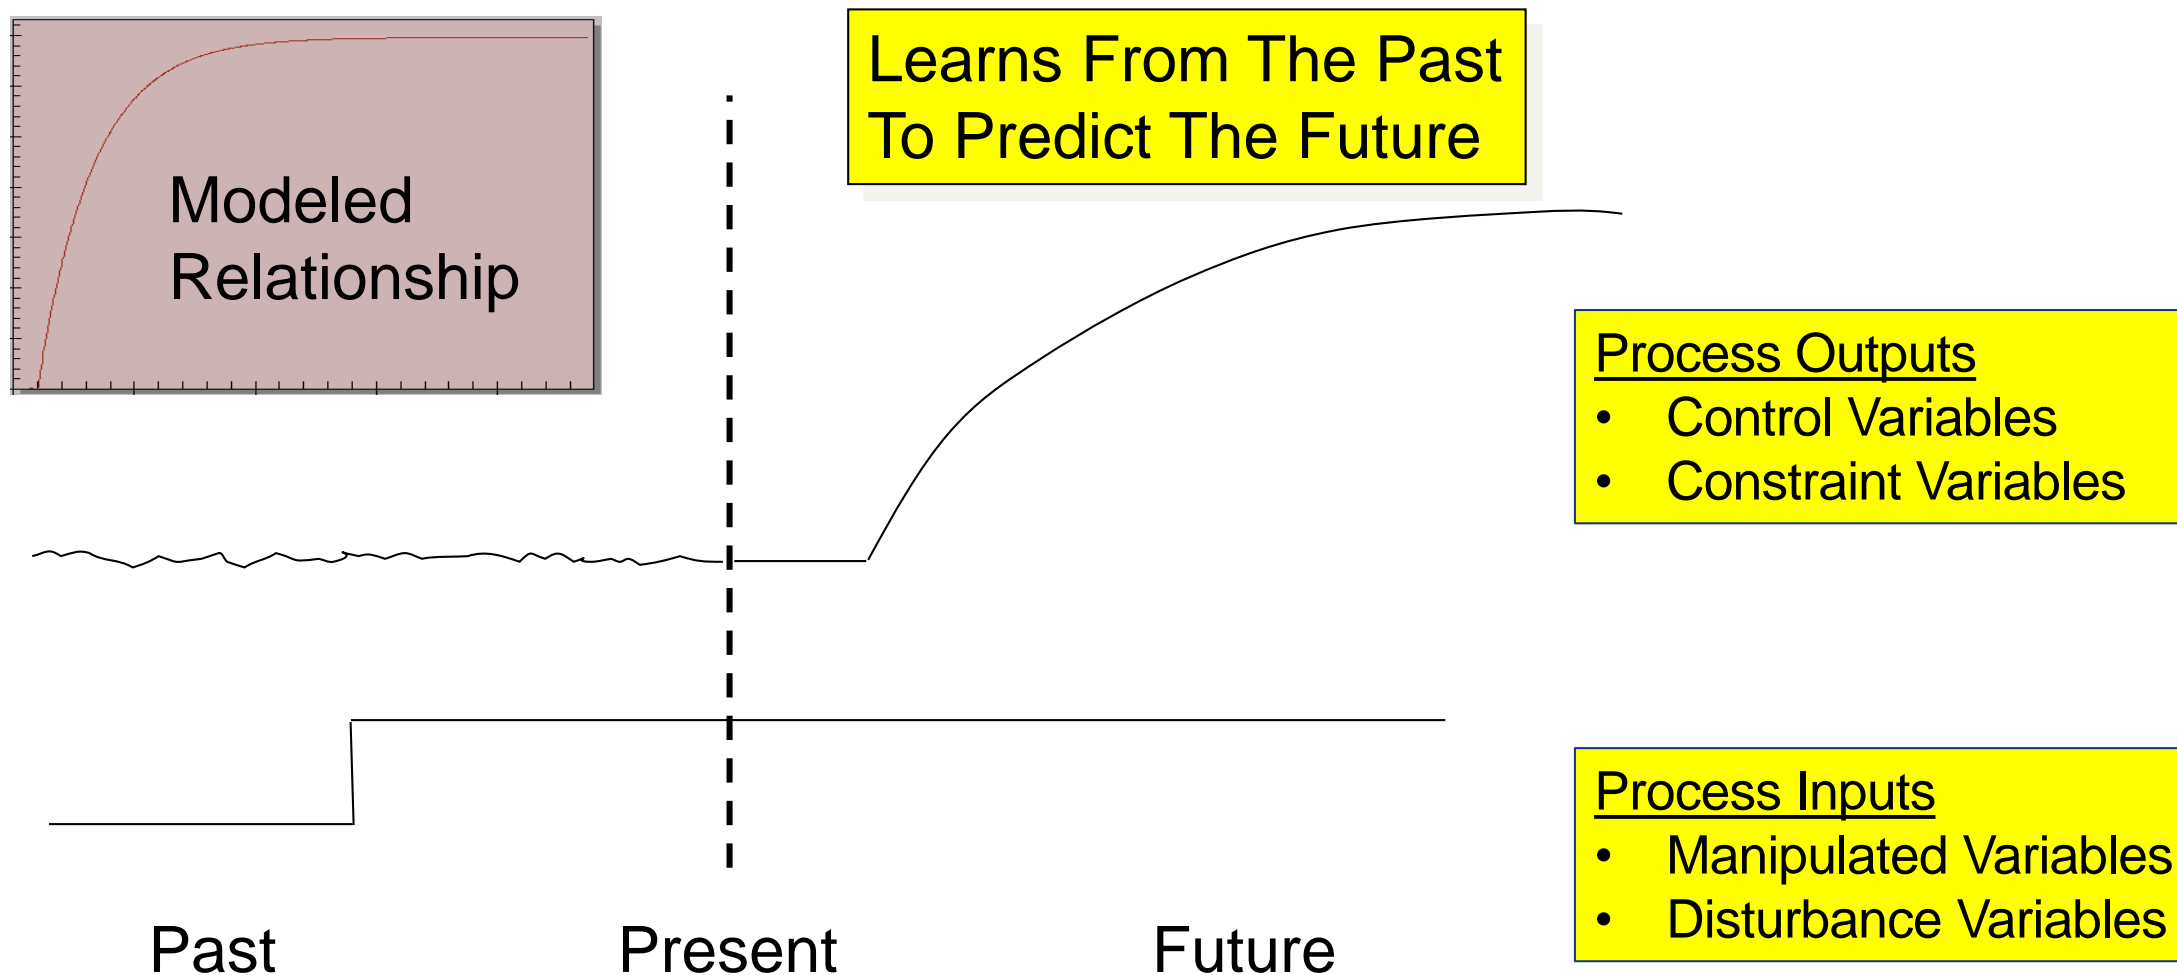 Modeled
Relationship
Learns From The Past
To Predict The Future
Process Outputs
• Control Variables
• Constraint Variables
Process Inputs
• Manipulated Variables
• Disturbance Variables
Past
Present
Future